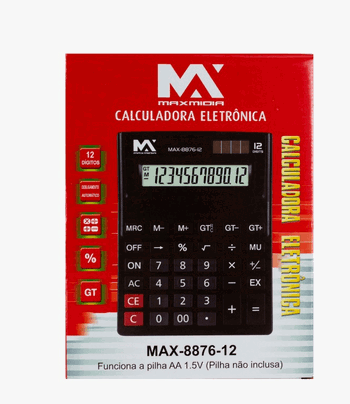 MAXMIDIA
CALCULADORA ELETRÔNICA
12
DÍGITOS
DESLIGAMENTO
AUTOMÁTICO
%
GT
MAX-8876-12
12
DIGITS
GT
M
123456789012
MRC M- M+ GT- GT+
OFF → % √ ÷ MU
ON 7 8 9 × +/-
AC 4 5 6 - EX
CE 1 2 3
C 0 00 • + =
CALCULADORA ELETRÔNICA
MAX-8876-12
Funciona a pilha AA 1.5V (Pilha não inclusa)